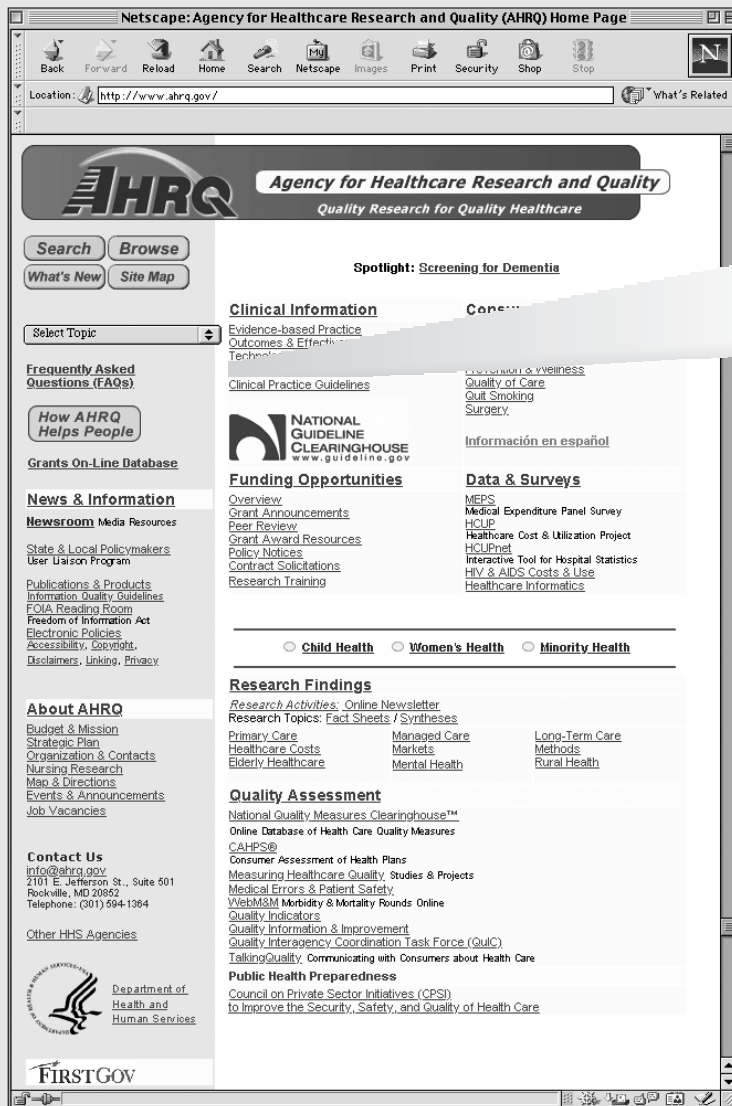 Netscape: Agency for Healthcare Research and Quality (AHRQ) Home Page
Back Forward Reload Home Search Netscape Images Print Security Shop Stop
My
N
Location: http://www.ahrq.gov/ What's Related
AHRQ
Agency for Healthcare Research and Quality
Quality Research for Quality Healthcare
Search Browse
What's New Site Map
Select Topic
Frequently Asked
Questions (FAQs)
How AHRQ
Helps People
Grants On-Line Database
News & Information
Newsroom Media Resources
State & Local Policymakers
User Liaison Program
Publications & Products
Information Quality Guidelines
FOIA Reading Room
Freedom of Information Act
Electronic Policies
Accessibility, Copyright,
Disclaimers, Linking, Privacy
About AHRQ
Budget & Mission
Strategic Plan
Organization & Contacts
Nursing Research
Map & Directions
Events & Announcements
Job Vacancies
Contact Us
info@ahrq.gov
2101 E. Jefferson St., Suite 501
Rockville, MD 20852
Telephone: (301) 594-1364
Other HHS Agencies
Department of
Health and
Human Services
FIRSTGOV
Spotlight: Screening for Dementia
Clinical Information
Evidence-based Practice
Outcomes &
Clinical Practice Guidelines
NATIONAL
GUIDELINE
CLEARINGHOUSE
www.guideline.gov
Prevention & Wellness
Quality of Care
Quit Smoking
Surgery
Información en español
Funding Opportunities
Overview
Grant Announcements
Peer Review
Grant Award Resources
Policy Notices
Contract Solicitations
Research Training
Data & Surveys
MEPS
Medical Expenditure Panel Survey
HCUP
Healthcare Cost & Utilization Project
HCUPnet
Interactive Tool for Hospital Statistics
HIV & AIDS Costs & Use
Healthcare Informatics
Child Health Women's Health Minority Health
Research Findings
Research Activities: Online Newsletter
Research Topics: Fact Sheets / Syntheses
Primary Care Managed Care Long-Term Care
Healthcare Costs Markets Methods
Elderly Healthcare Mental Health Rural Health
Quality Assessment
National Quality Measures Clearinghouse™
Online Database of Health Care Quality Measures
CAHPS®
Consumer Assessment of Health Plans
Measuring Healthcare Quality Studies & Projects
Medical Errors & Patient Safety
WebM&M Morbidity & Mortality Rounds Online
Quality Indicators
Quality Information & Improvement
Quality Interagency Coordination Task Force (QuIC)
TalkingQuality Communicating with Consumers about Health Care
Public Health Preparedness
Council on Private Sector Initiatives (CPSI)
to Improve the Security, Safety, and Quality of Health Care